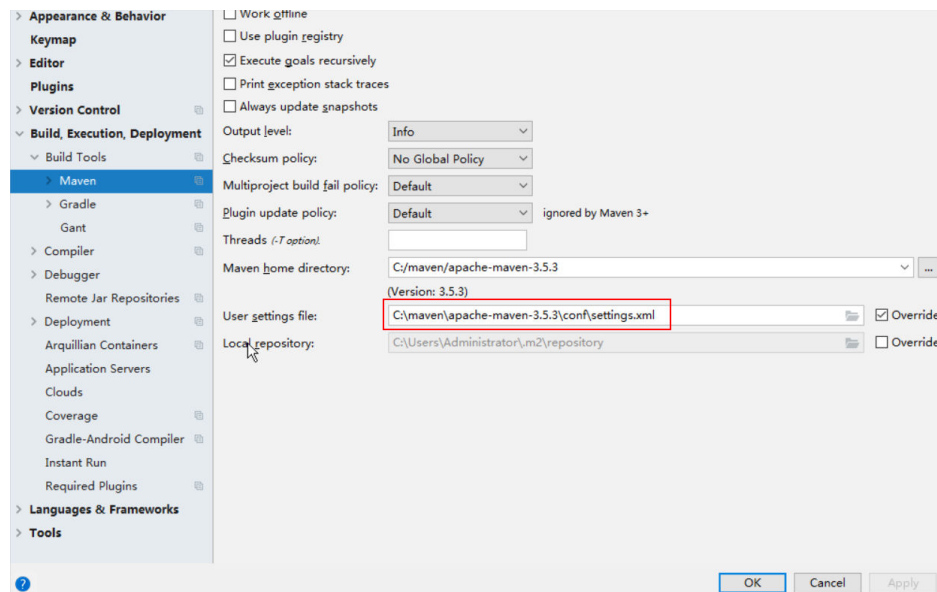 Appearance & Behavior
Keymap
Editor
Plugins
Version Control
Build, Execution, Deployment
Build Tools
Maven
Gradle
Gant
Compiler
Debugger
Remote Jar Repositories
Deployment
Arquillian Containers
Application Servers
Clouds
Coverage
Gradle-Android Compiler
Instant Run
Required Plugins
Languages & Frameworks
Tools
Work offline
Use plugin registry
Execute goals recursively
Print exception stack traces
Always update snapshots
Output level: Info
Checksum policy: No Global Policy
Multiproject build fail policy: Default
Plugin update policy: Default ignored by Maven 3+
Threads (-T option):
Maven home directory: C:/maven/apache-maven-3.5.3 ...
(Version: 3.5.3)
User settings file: C:\maven\apache-maven-3.5.3\conf\settings.xml Override
Local repository: C:\Users\Administrator\.m2\repository Override
? OK Cancel Apply